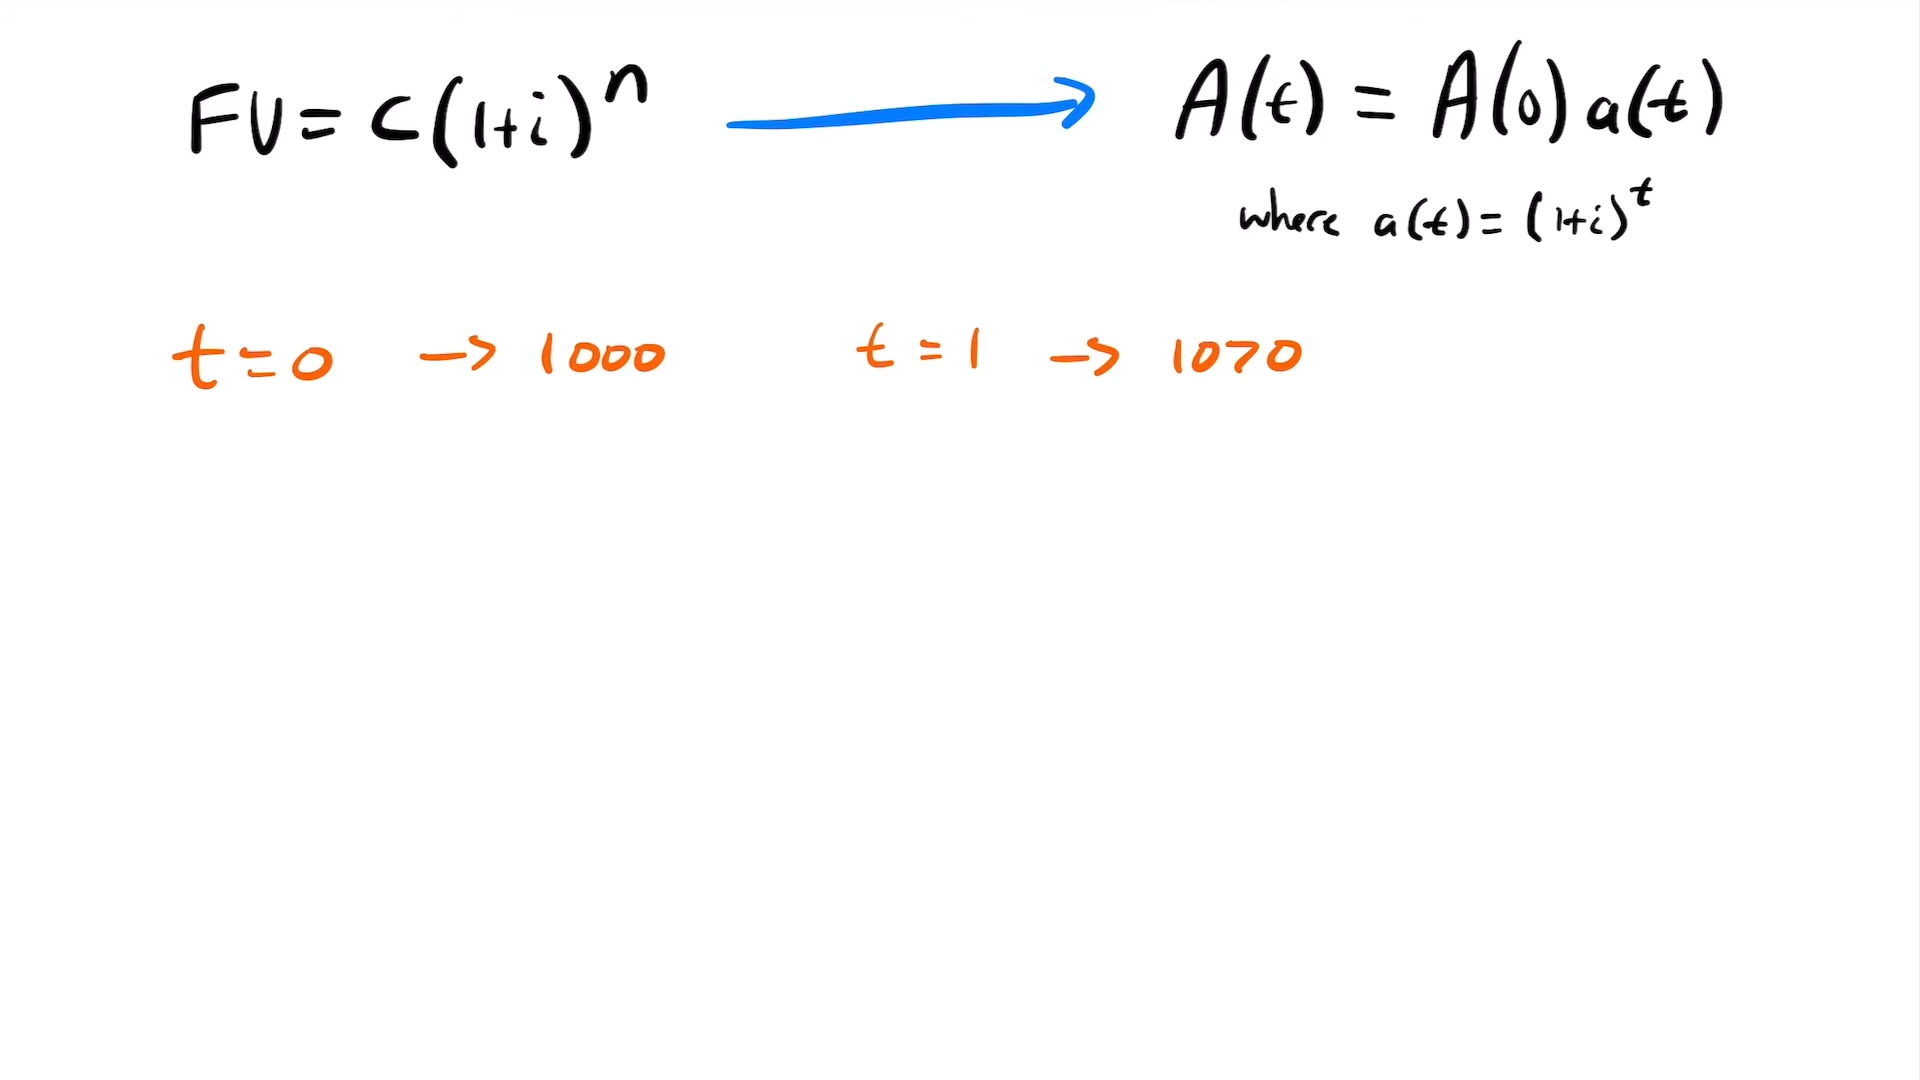 FV = C(1+i)^n → A(t) = A(0) a(t)
where a(t) = (1+i)^t
t = 0 → 1000 t = 1 → 1070